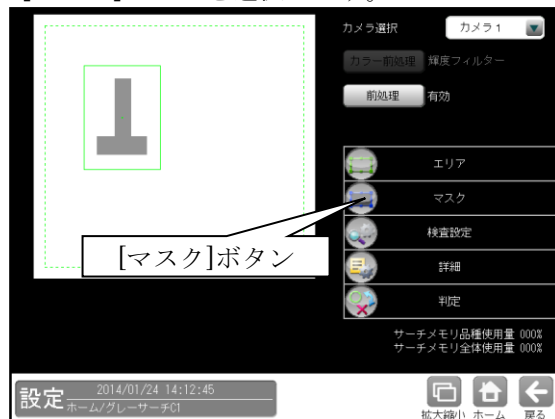 カメラ選択
カメラ1
カラー前処理
輝度フィルター
前処理
有効
エリア
マスク
検査設定
詳細
判定
[マスク]ボタン
サーチメモリ品種使用量 000%
サーチメモリ全体使用量 000%
設定
2014/01/24 14:12:45
ホーム/グレーサーチC1
拡大縮小
ホーム
戻る